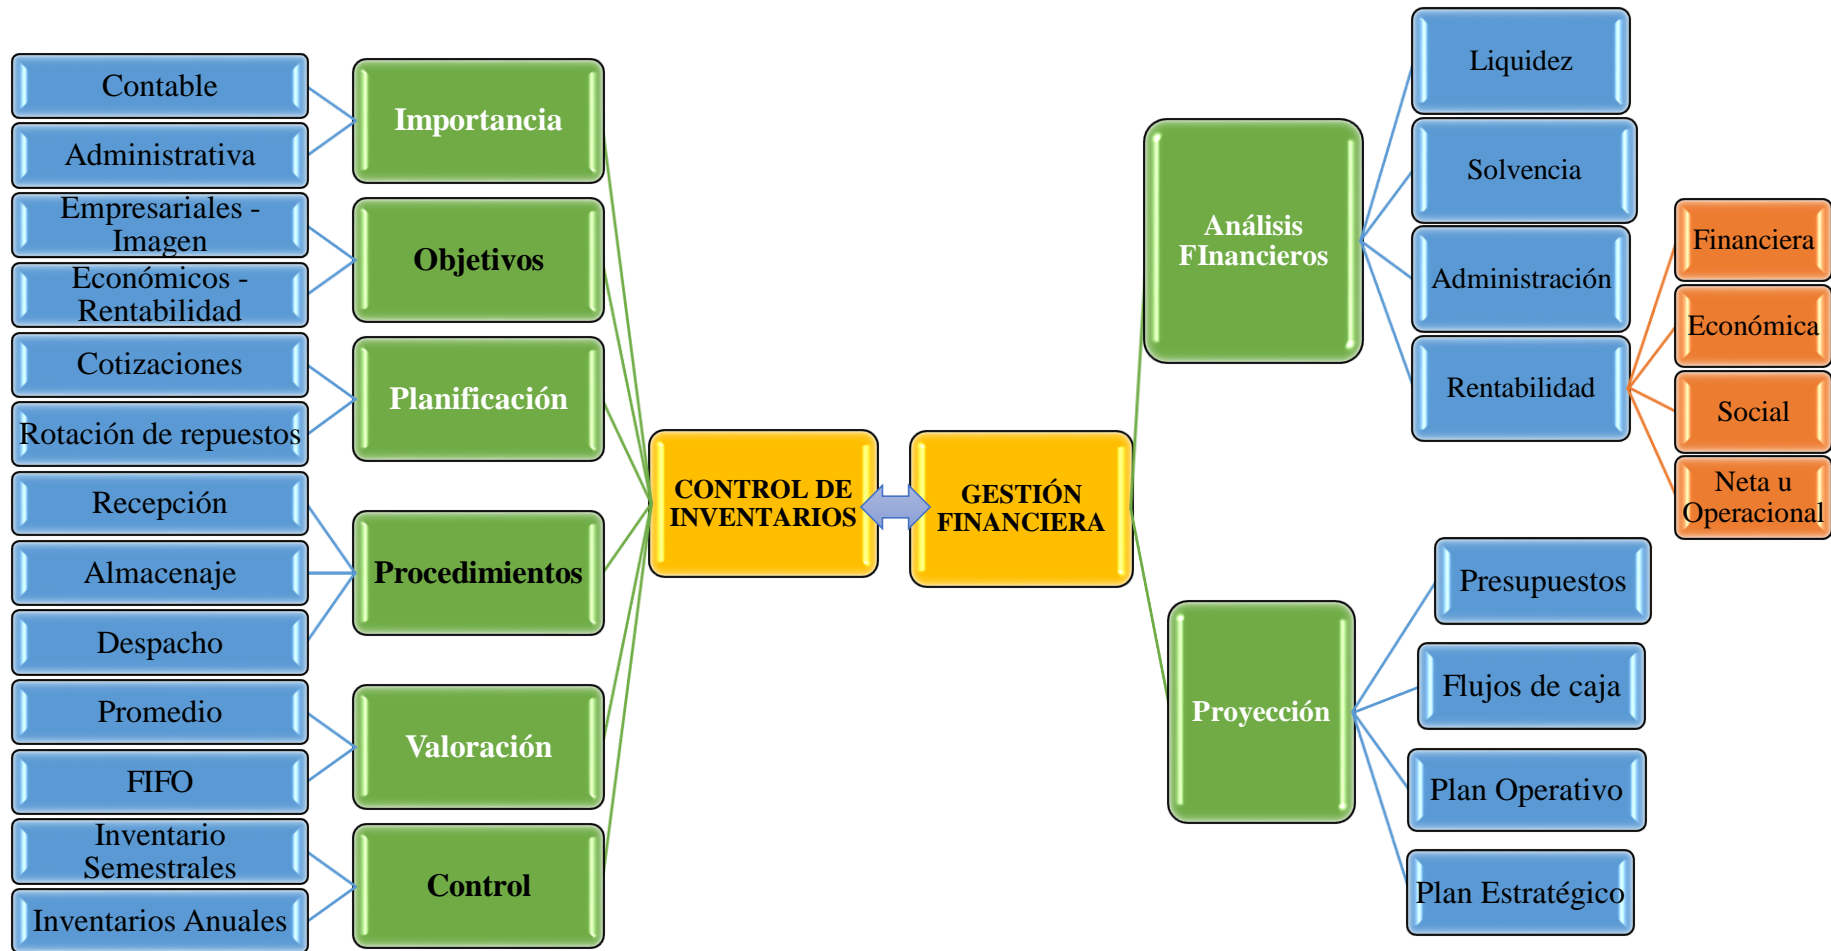 Contable
Administrativa
Empresariales -
Imagen
Económicos -
Rentabilidad
Cotizaciones
Rotación de repuestos
Recepción
Almacenaje
Despacho
Promedio
FIFO
Inventario
Semestrales
Inventarios Anuales
Importancia
Objetivos
Planificación
Procedimientos
Valoración
Control
CONTROL DE
INVENTARIOS
GESTIÓN
FINANCIERA
Análisis
FInancieros
Proyección
Liquidez
Solvencia
Administración
Rentabilidad
Financiera
Económica
Social
Neta u
Operacional
Presupuestos
Flujos de caja
Plan Operativo
Plan Estratégico